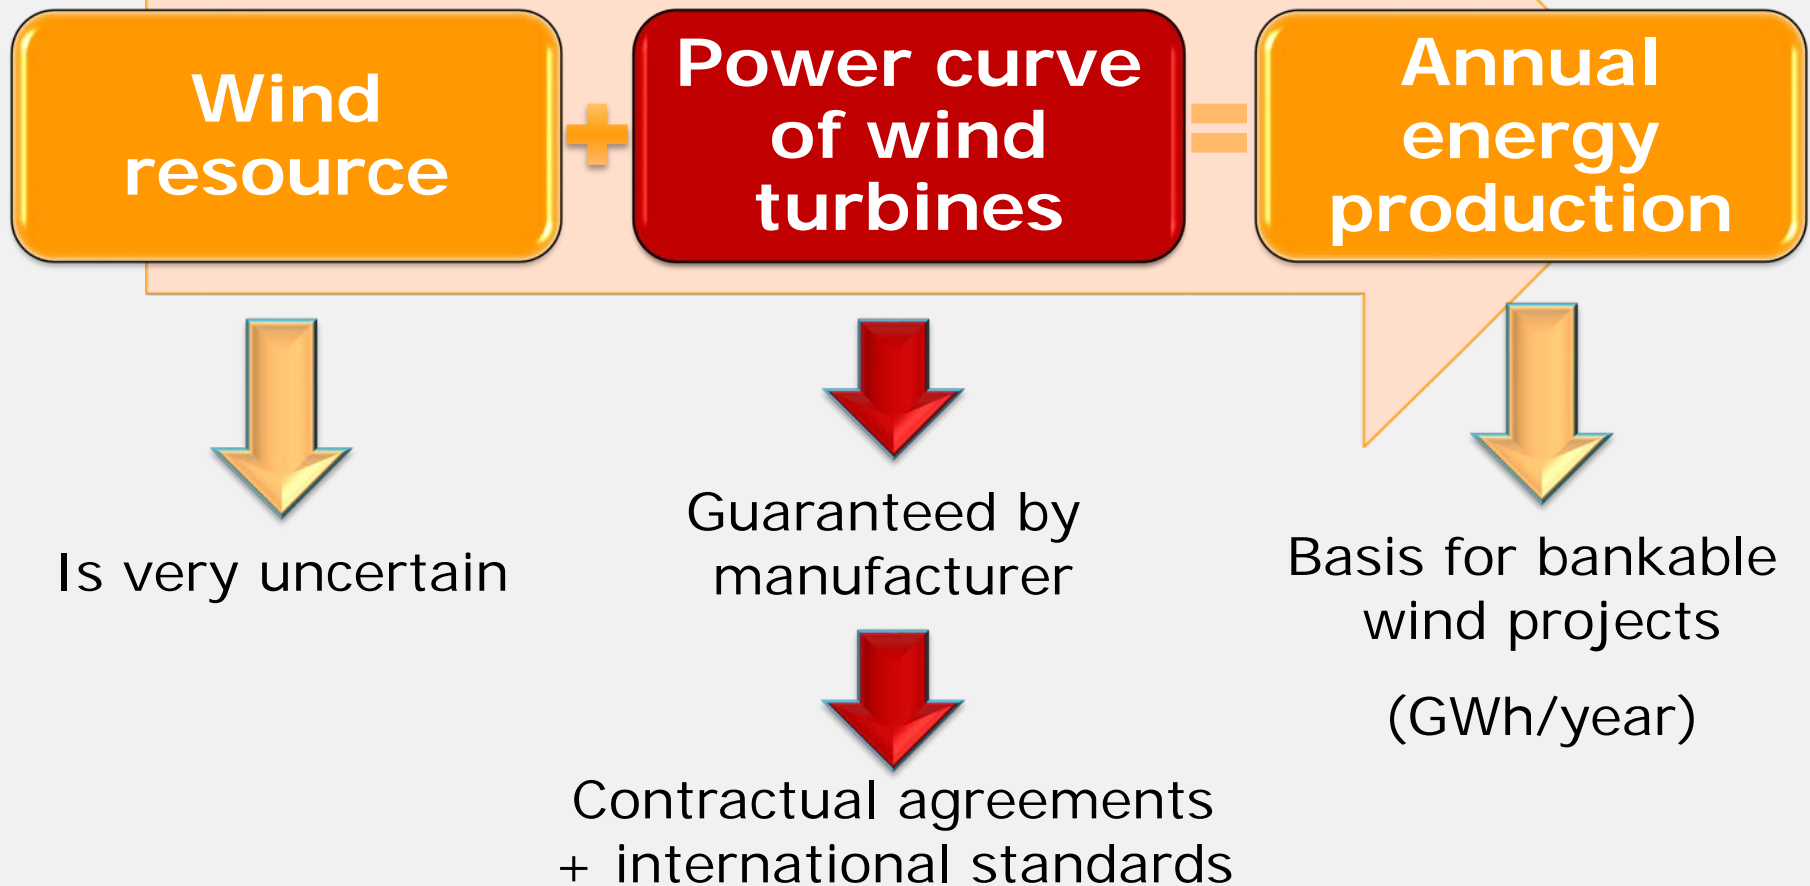 Wind
resource
Power curve
of wind
turbines
Annual
energy
production
Is very uncertain
Guaranteed by
manufacturer
Contractual agreements
+ international standards
Basis for bankable
wind projects
(GWh/year)